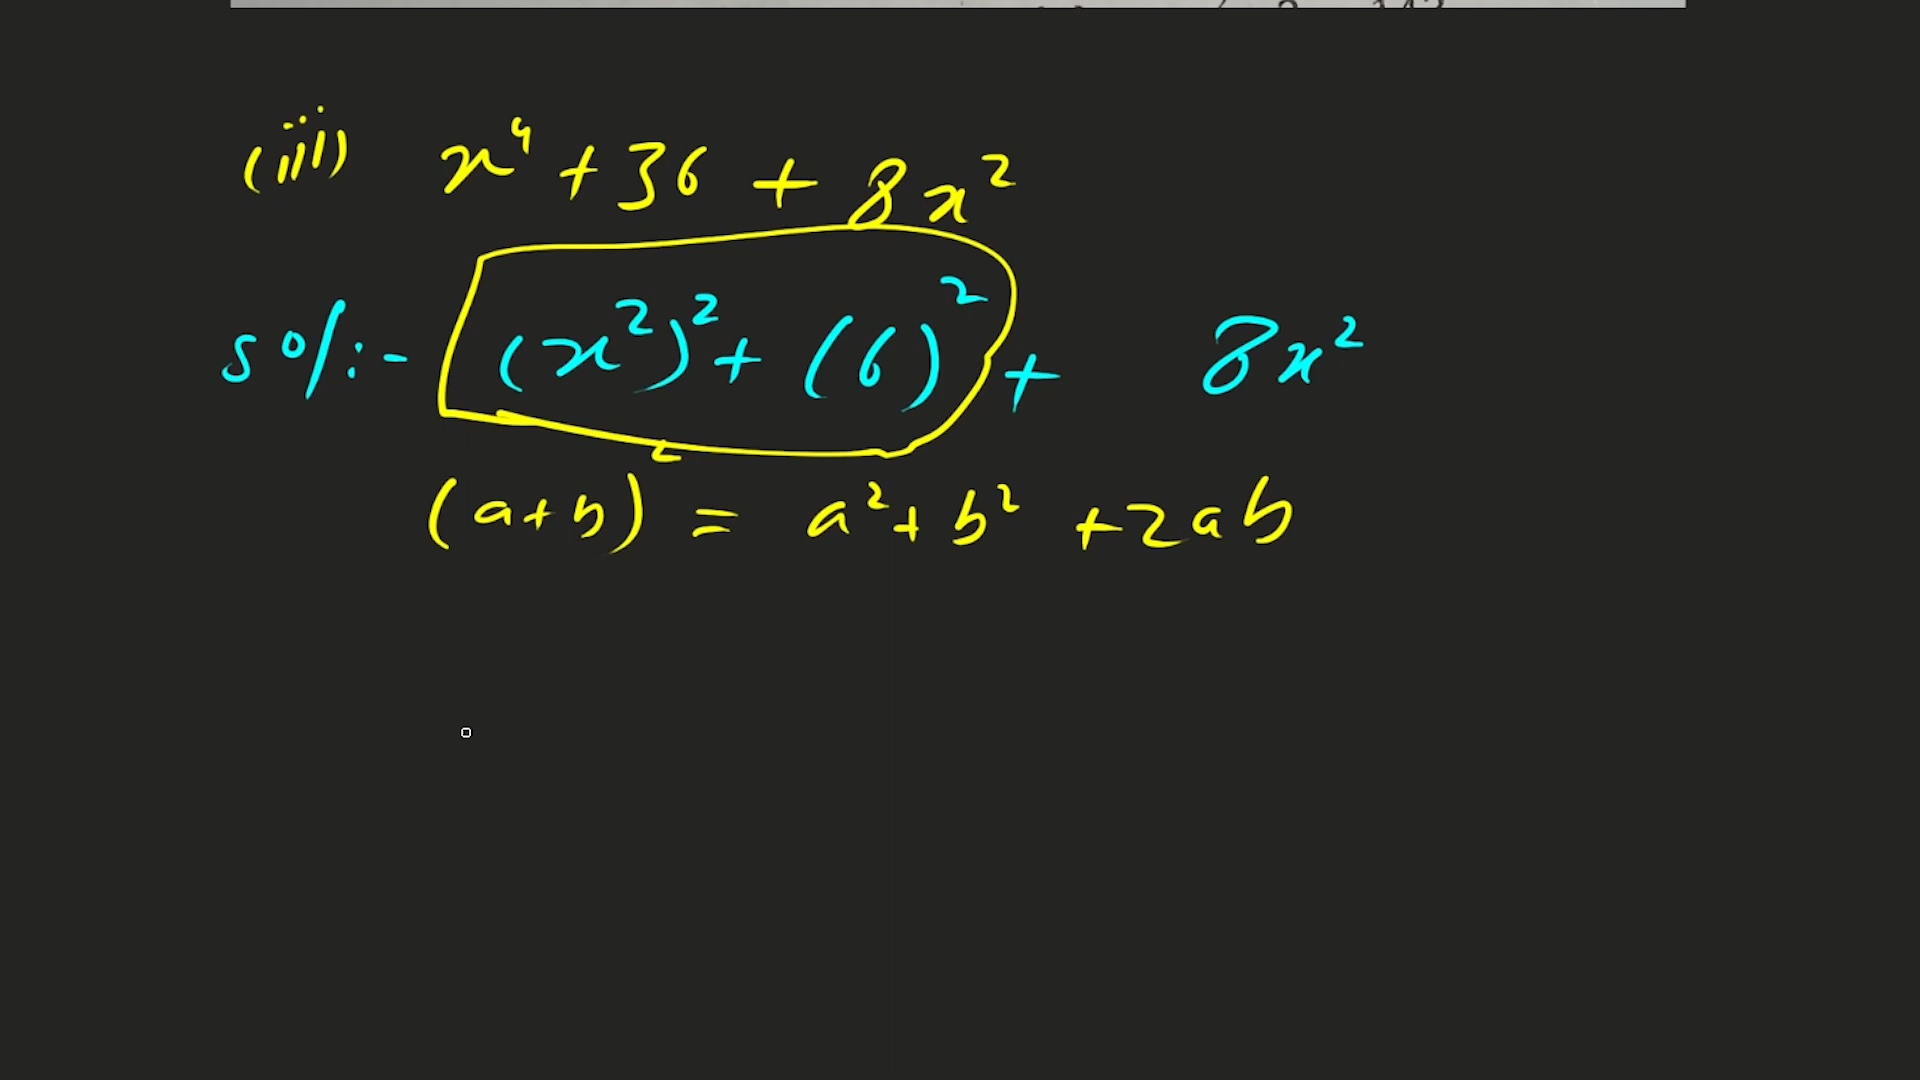 (iii) x⁴ + 36 + 8x²
sol:- (x²)² + (6)² + 8x²
(a+b)² = a² + b² + 2ab